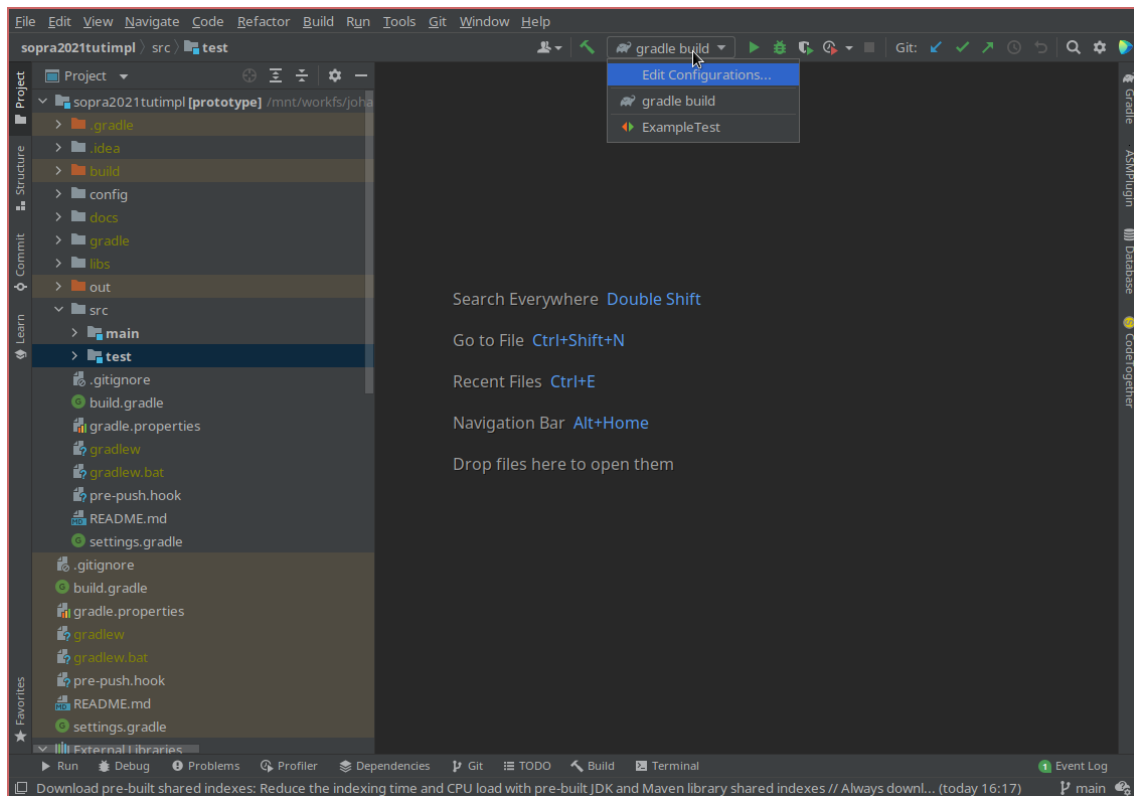 File Edit View Navigate Code Refactor Build Run Tools Git Window Help
sopra2021tutimpl src test gradle build Git:
Project
Edit Configurations...
gradle build
ExampleTest
sopra2021tutimpl [prototype] /mnt/workfs/joha
.gradle
.idea
build
config
docs
gradle
libs
out
src
main
test
.gitignore
build.gradle
gradle.properties
gradlew
gradlew.bat
pre-push.hook
README.md
settings.gradle
.gitignore
build.gradle
gradle.properties
gradlew
gradlew.bat
pre-push.hook
README.md
settings.gradle
External Libraries
Search Everywhere Double Shift
Go to File Ctrl+Shift+N
Recent Files Ctrl+E
Navigation Bar Alt+Home
Drop files here to open them
Project
Structure
Commit
Learn
Favorites
Gradle
ASMPlugin
Database
CodeTogether
Run Debug Problems Profiler Dependencies Git TODO Build Terminal 1 Event Log
Download pre-built shared indexes: Reduce the indexing time and CPU load with pre-built JDK and Maven library shared indexes // Always downl... (today 16:17) main